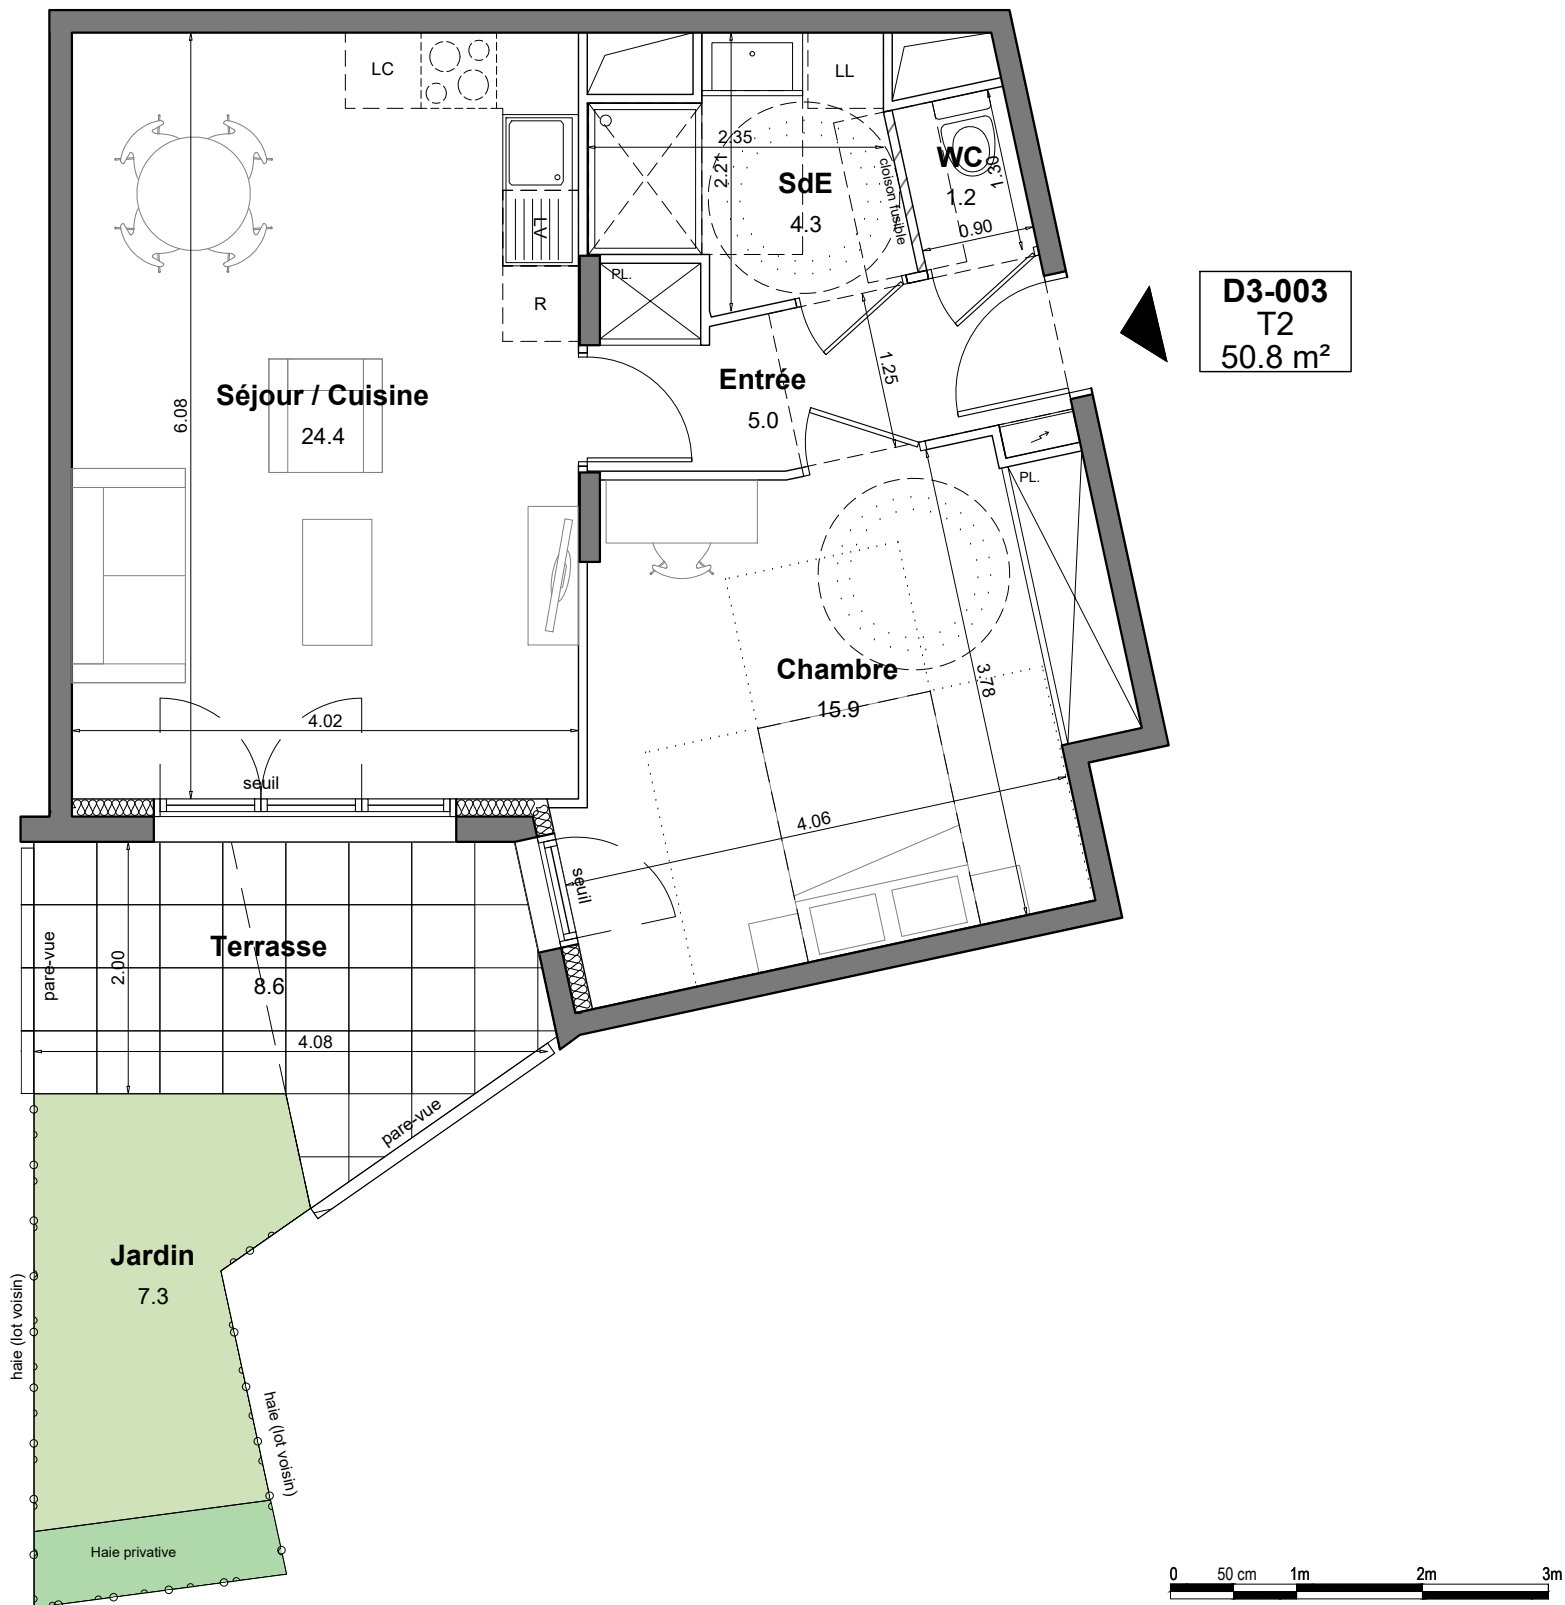 LC
LL
2.35
2.21
SdE
4.3
cloison fusible
WC
1.2
1.30
0.90
LV
PL.
R
D3-003
T2
50.8 m²
Séjour / Cuisine
24.4
6.08
Entrée
5.0
1.25
PL.
Chambre
15.9
3.78
4.02
seuil
4.06
seuil
Terrasse
8.6
pare-vue
2.00
4.08
pare-vue
Jardin
7.3
haie (lot voisin)
haie (lot voisin)
Haie privative
0 50 cm 1m 2m 3m